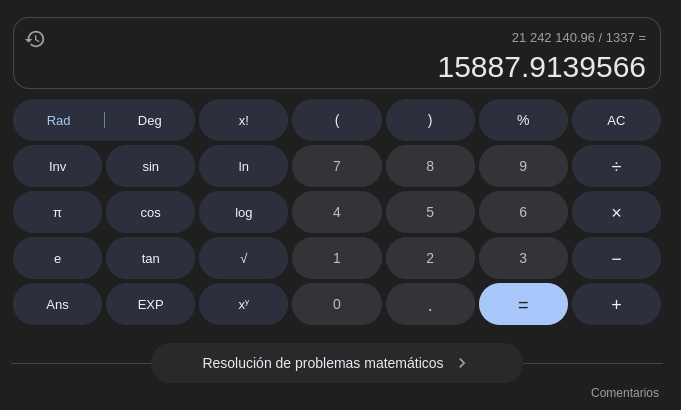 21 242 140.96 / 1337 =
15887.9139566
Rad Deg x! ( ) % AC
Inv sin ln 7 8 9 ÷
π cos log 4 5 6 ×
e tan √ 1 2 3 −
Ans EXP xʸ 0 . = +
Resolución de problemas matemáticos
Comentarios